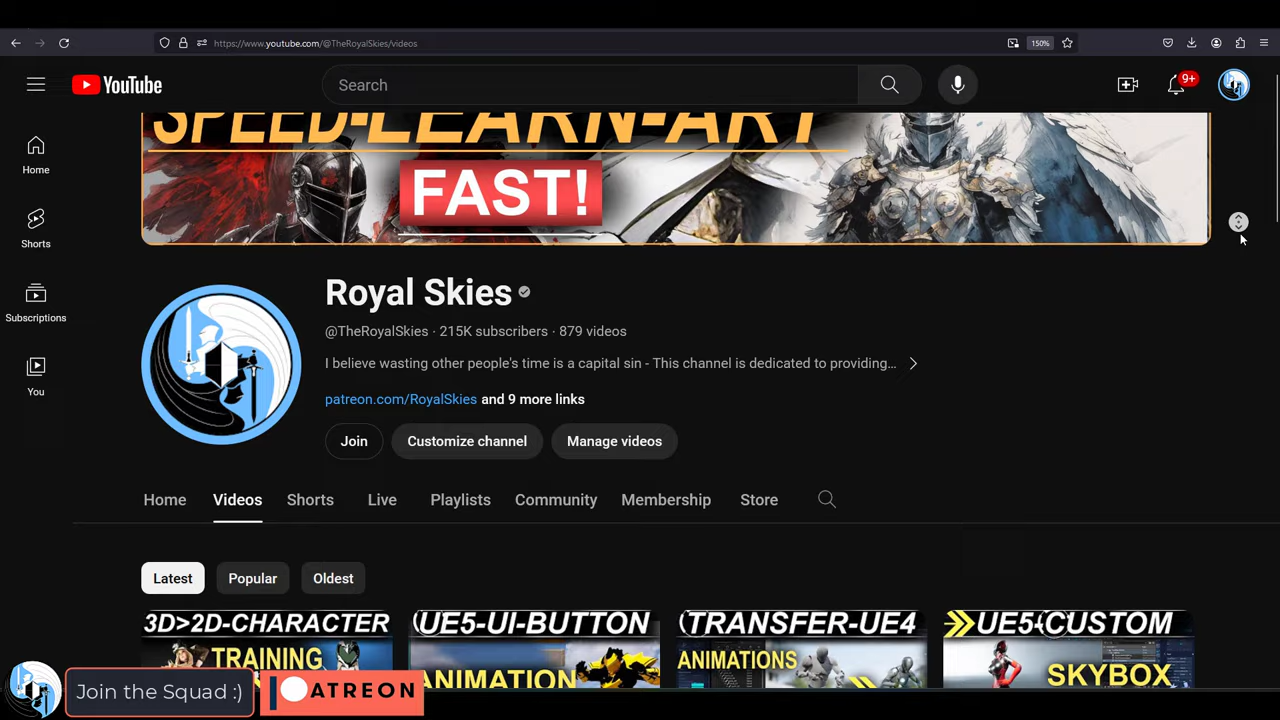 https://www.youtube.com/@TheRoyalSkies/videos
150%
YouTube
Search
9+
SPEED-LEARN-ART
FAST!
Home
Shorts
Subscriptions
You
Royal Skies
@TheRoyalSkies · 215K subscribers · 879 videos
I believe wasting other people's time is a capital sin - This channel is dedicated to providing...
patreon.com/RoyalSkies and 9 more links
Join
Customize channel
Manage videos
Home Videos Shorts Live Playlists Community Membership Store
Latest Popular Oldest
3D>2D-CHARACTER
TRAINING
UE5-UI-BUTTON
ANIMATION
TRANSFER-UE4
ANIMATIONS
UE5-CUSTOM
SKYBOX
Join the Squad :)
PATREON